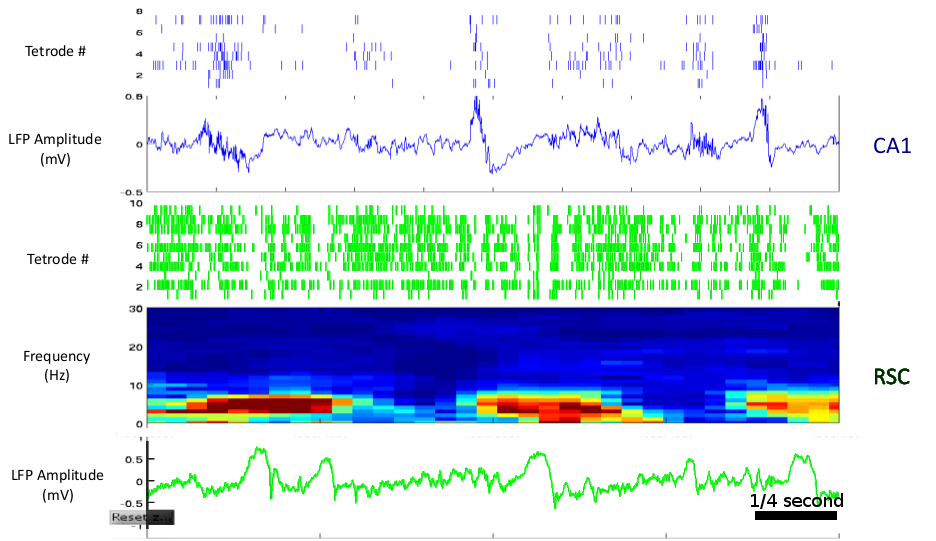 8
6
Tetrode #
4
2
0.5
LFP Amplitude
(mV)
0
CA1
-0.5
10
8
6
Tetrode #
4
2
30
20
Frequency
(Hz)
10
RSC
0
LFP Amplitude
(mV)
0.5
0
-0.5
1/4 second
-1